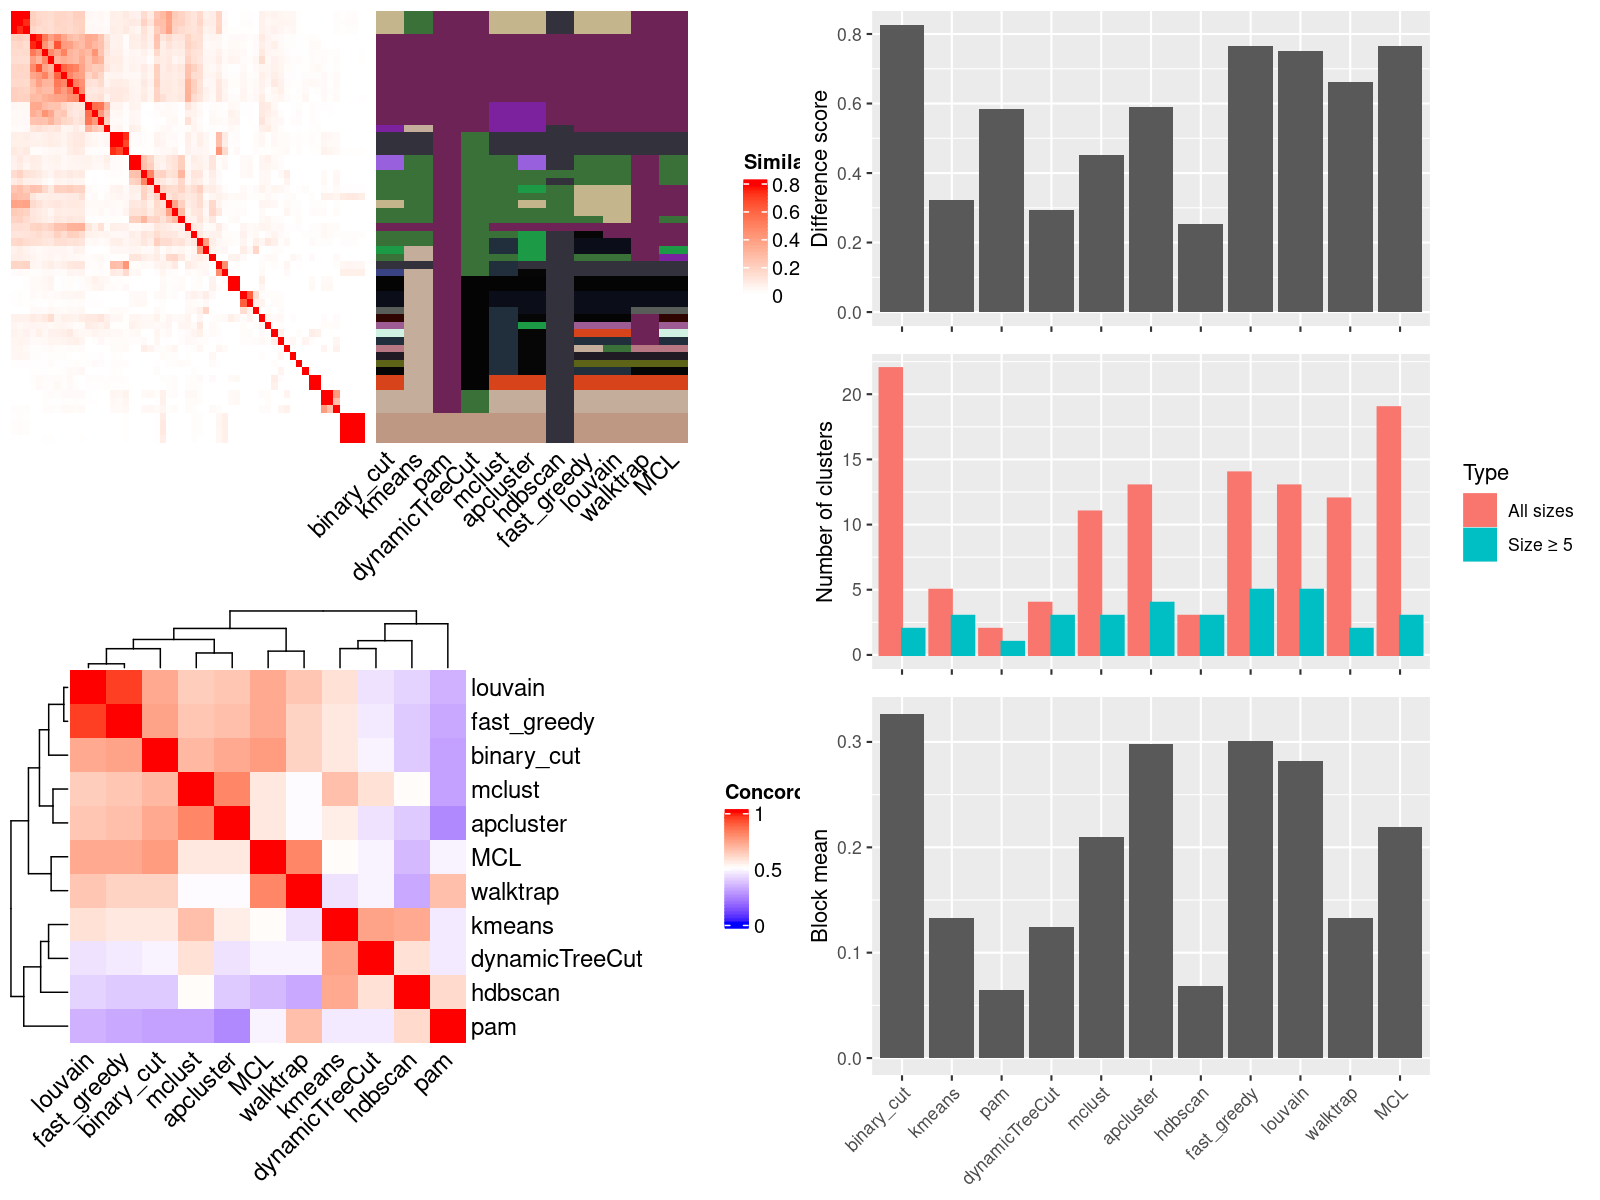 Simila
0.8
0.6
0.4
0.2
0
binary_cut
kmeans
pam
dynamicTreeCut
mclust
apcluster
hdbscan
fast_greedy
louvain
walktrap
MCL
louvain
fast_greedy
binary_cut
mclust
apcluster
MCL
walktrap
kmeans
dynamicTreeCut
hdbscan
pam
louvain
fast_greedy
binary_cut
mclust
apcluster
MCL
walktrap
kmeans
dynamicTreeCut
hdbscan
pam
Concord
1
0.5
0
Difference score
0.8
0.6
0.4
0.2
0.0
Number of clusters
20
15
10
5
0
Type
All sizes
Size ≥ 5
Block mean
0.3
0.2
0.1
0.0
binary_cut
kmeans
pam
dynamicTreeCut
mclust
apcluster
hdbscan
fast_greedy
louvain
walktrap
MCL